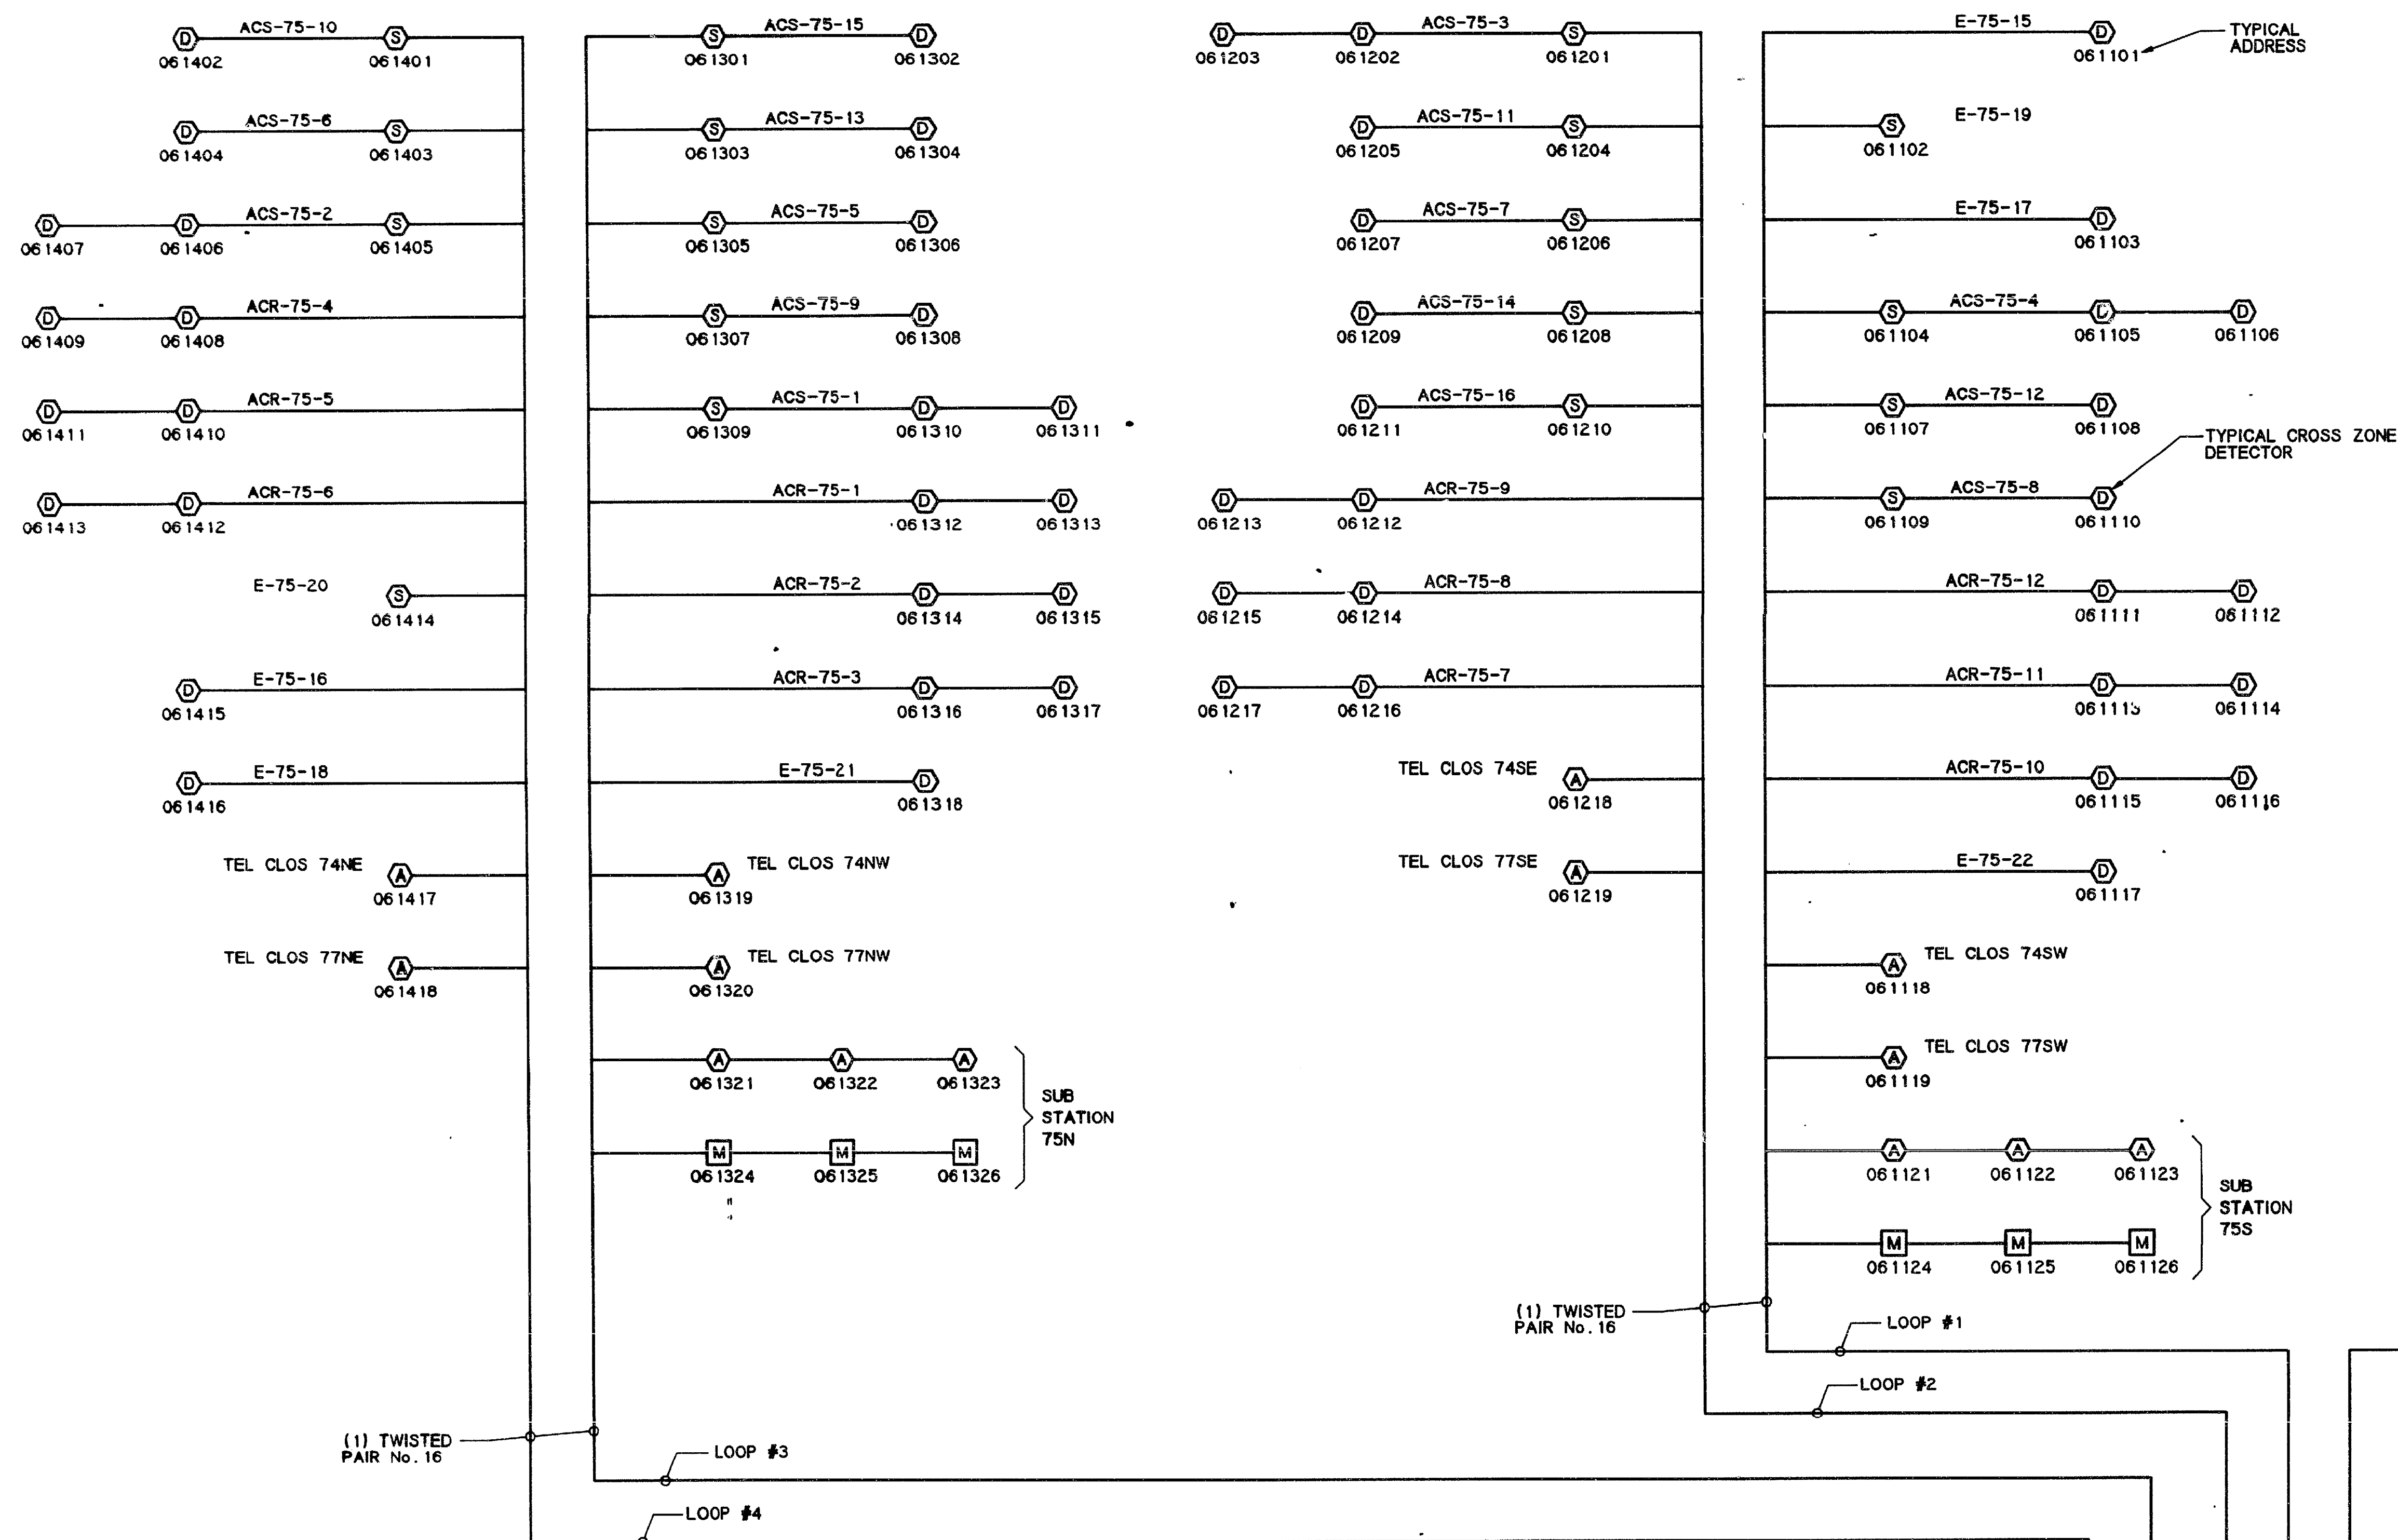 ACS-75-10
D S
061402 061401
ACS-75-6
D S
061404 061403
ACS-75-2
D D S
061407 061406 061405
ACR-75-4
D D
061409 061408
ACR-75-5
D D
061411 061410
ACR-75-6
D D
061413 061412
E-75-20
S
061414
E-75-16
D
061415
E-75-18
D
061416
TEL CLOS 74NE
A
061417
TEL CLOS 77NE
A
061418
ACS-75-15
S D
061301 061302
ACS-75-13
S D
061303 061304
ACS-75-5
S D
061305 061306
ACS-75-9
S D
061307 061308
ACS-75-1
S D D
061309 061310 061311
ACR-75-1
D D
061312 061313
ACR-75-2
D D
061314 061315
ACR-75-3
D D
061316 061317
E-75-21
D
061318
A TEL CLOS 74NW
061319
A TEL CLOS 77NW
061320
A A A
061321 061322 061323
M M M
061324 061325 061326
SUB
STATION
75N
(1) TWISTED
PAIR No.16
LOOP #3
LOOP #4
ACS-75-3
D D S
061203 061202 061201
ACS-75-11
D S
061205 061204
ACS-75-7
D S
061207 061206
ACS-75-14
D S
061209 061208
ACS-75-16
D S
061211 061210
ACR-75-9
D D
061213 061212
ACR-75-8
D D
061215 061214
ACR-75-7
D D
061217 061216
TEL CLOS 74SE
A
061218
TEL CLOS 77SE
A
061219
E-75-15
D
061101
TYPICAL
ADDRESS
E-75-19
S
061102
E-75-17
D
061103
ACS-75-4
S D D
061104 061105 061106
ACS-75-12
S D
061107 061108
TYPICAL CROSS ZONE
DETECTOR
ACS-75-8
S D
061109 061110
ACR-75-12
D D
061111 061112
ACR-75-11
D D
061113 061114
ACR-75-10
D D
061115 061116
E-75-22
D
061117
A TEL CLOS 74SW
061118
A TEL CLOS 77SW
061119
A A A
061121 061122 061123
M M M
061124 061125 061126
SUB
STATION
75S
(1) TWISTED
PAIR No.16
LOOP #1
LOOP #2